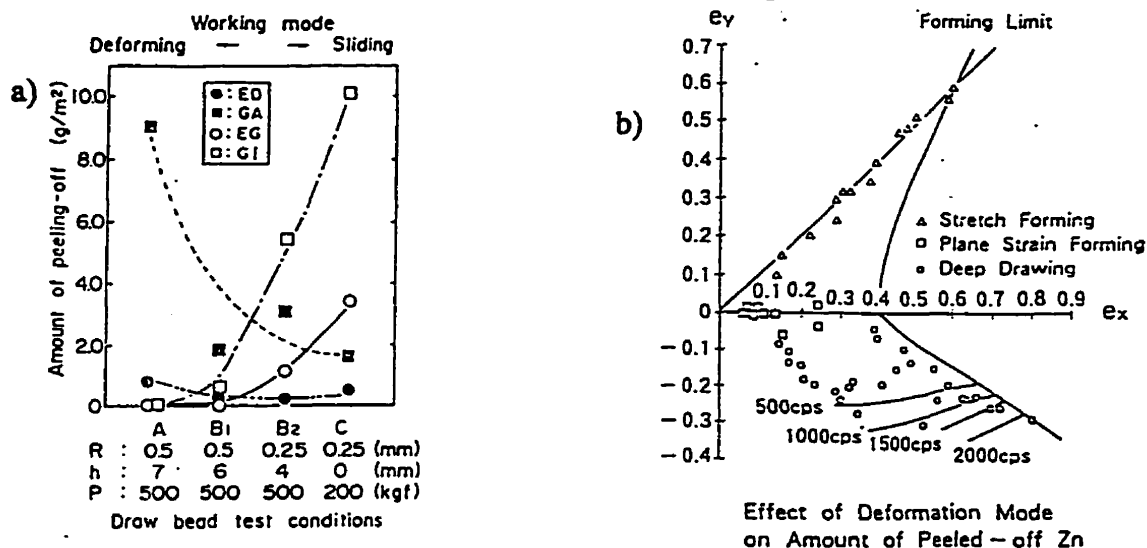 a)
Working mode
Deforming — — Sliding
Amount of peeling-off (g/m²)
10.0
8.0
6.0
4.0
2.0
0
● : ED
■ : GA
○ : EG
□ : GI
A B1 B2 C
R : 0.5 0.5 0.25 0.25 (mm)
h : 7 6 4 0 (mm)
P : 500 500 500 200 (kgf)
Draw bead test conditions
b)
ey
Forming Limit
0.7
0.6
0.5
0.4
0.3
0.2
0.1
0
-0.1
-0.2
-0.3
-0.4
△ Stretch Forming
□ Plane Strain Forming
○ Deep Drawing
0.1 0.2 0.3 0.4 0.5 0.6 0.7 0.8 0.9
ex
500cps
1000cps
1500cps
2000cps
Effect of Deformation Mode
on Amount of Peeled-off Zn